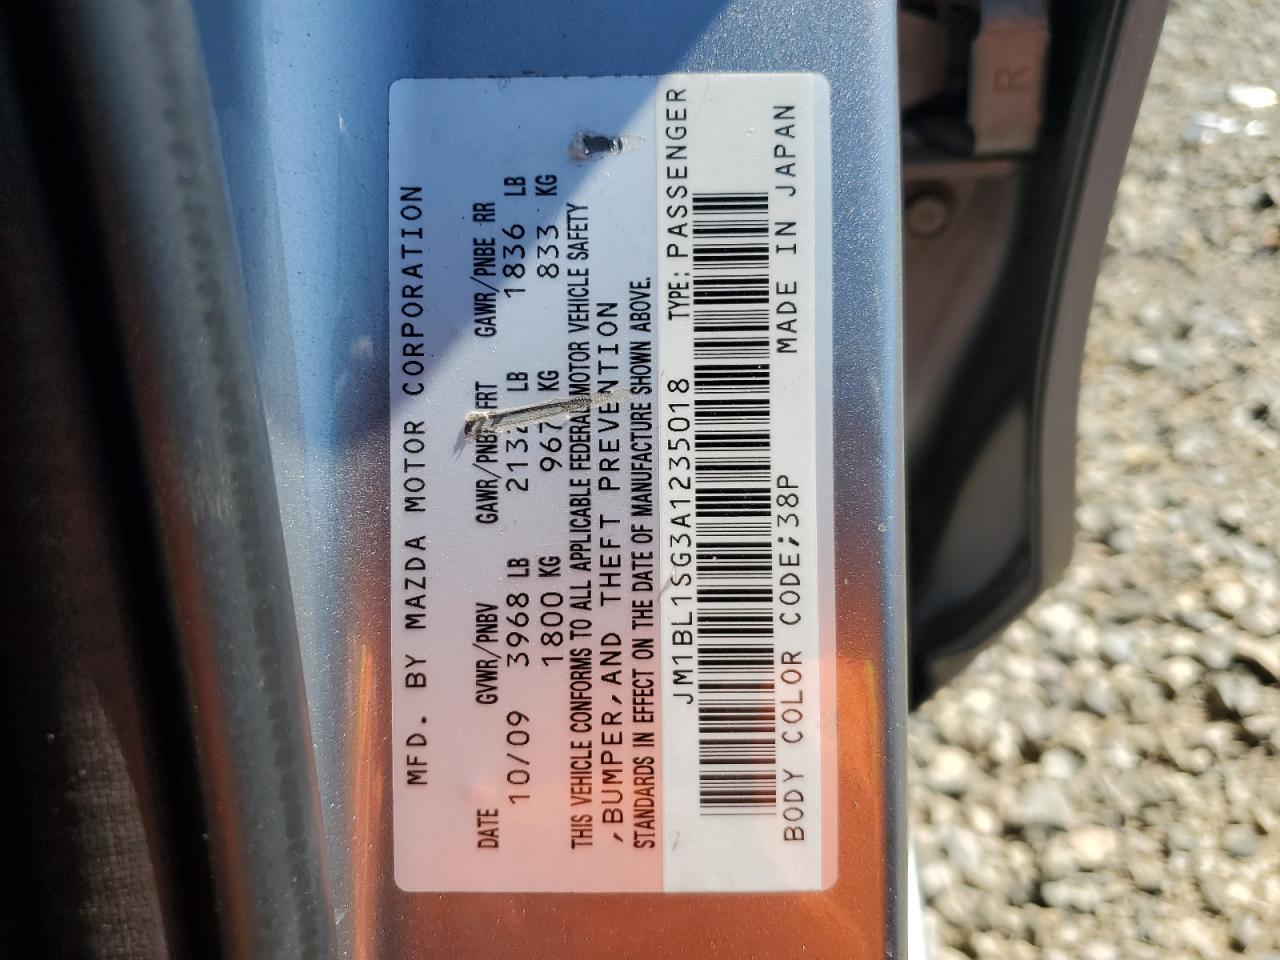 MFD. BY MAZDA MOTOR CORPORATION
DATE GVWR/PNBV GAWR/PNBE FRT GAWR/PNBE RR
10/09 3968 LB 2132 LB 1836 LB
1800 KG 967 KG 833 KG
THIS VEHICLE CONFORMS TO ALL APPLICABLE FEDERAL MOTOR VEHICLE SAFETY
,BUMPER,AND THEFT PREVENTION
STANDARDS IN EFFECT ON THE DATE OF MANUFACTURE SHOWN ABOVE.
JM1BL1SG3A1235018 TYPE: PASSENGER
BODY COLOR CODE;38P MADE IN JAPAN
R